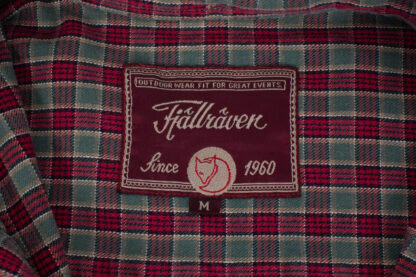 OUTDOOR WEAR FIT FOR GREAT EVENTS.
Fjällräven
Since 1960
M